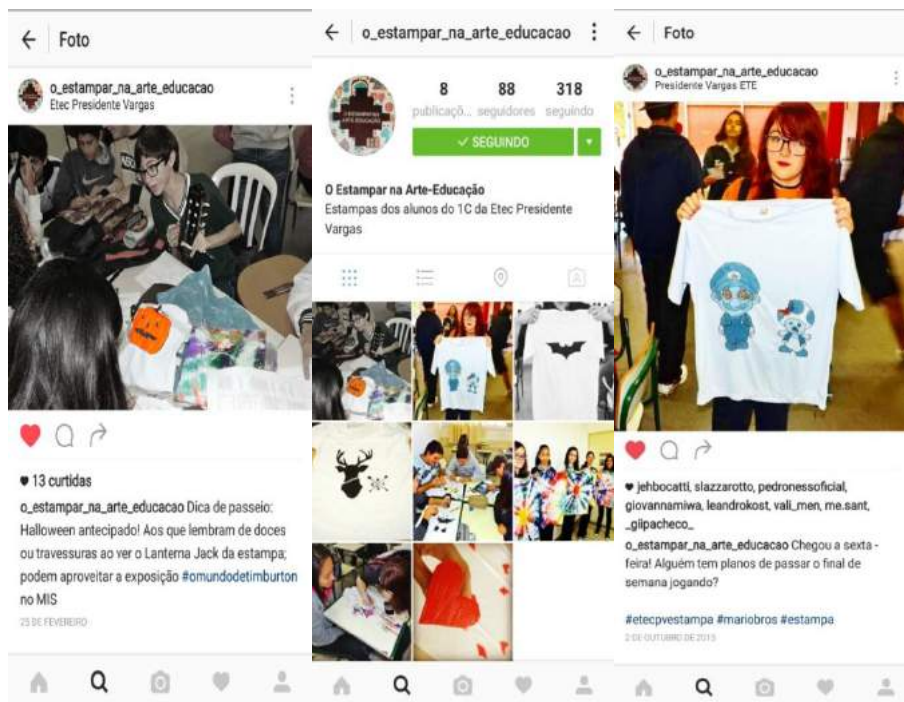 Foto
o_estampar_na_arte_educacao
Etec Presidente Vargas
13 curtidas
o_estampar_na_arte_educacao Dica de passeio:
Halloween antecipado! Aos que lembram de doces
ou travessuras ao ver o Lanterna Jack da estampa;
podem aproveitar a exposição #omundodetimburton
no MIS
25 DE FEVEREIRO
o_estampar_na_arte_educacao
8 88 318
publicaçõ... seguidores seguindo
SEGUINDO
O Estampar na Arte-Educação
Estampas dos alunos do 1C da Etec Presidente
Vargas
Foto
o_estampar_na_arte_educacao
Presidente Vargas ETE
jehbocatti, slazzarotto, pedronessoficial,
giovannamiwa, leandrokost, vali_men, me.sant,
_giipacheco_
o_estampar_na_arte_educacao Chegou a sexta -
feira! Alguém tem planos de passar o final de
semana jogando?
#etecpvestampa #mariobros #estampa
2 DE OUTUBRO DE 2015